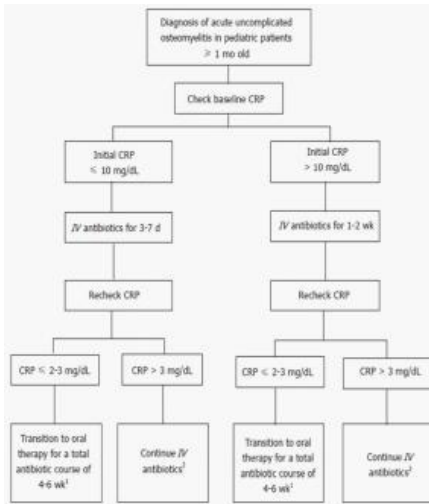 Diagnosis of acute uncomplicated
osteomyelitis in pediatric patients
⩾ 1 mo old
Check baseline CRP
Initial CRP
⩽ 10 mg/dL
Initial CRP
> 10 mg/dL
IV antibiotics for 3-7 d
IV antibiotics for 1-2 wk
Recheck CRP
Recheck CRP
CRP ⩽ 2-3 mg/dL
CRP > 3 mg/dL
CRP ⩽ 2-3 mg/dL
CRP > 3 mg/dL
Transition to oral
therapy for a total
antibiotic course of
4-6 wk¹
Continue IV
antibiotics²
Transition to oral
therapy for a total
antibiotic course of
4-6 wk¹
Continue IV
antibiotics²